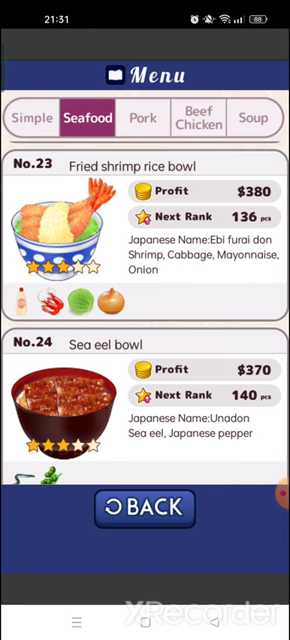 21:31
88
Menu
Simple
Seafood
Pork
Beef
Chicken
Soup
No.23 Fried shrimp rice bowl
Profit $380
Next Rank 136 pcs
Japanese Name:Ebi furai don
Shrimp, Cabbage, Mayonnaise,
Onion
No.24 Sea eel bowl
Profit $370
Next Rank 140 pcs
Japanese Name:Unadon
Sea eel, Japanese pepper
BACK
XRecorder